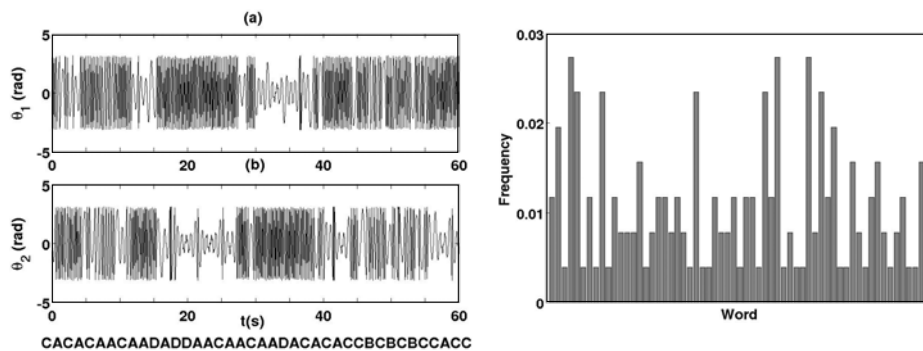 (a)
5
0
-5
θ1 (rad)
0 20 40 60
(b)
5
0
-5
θ2 (rad)
0 20 40 60
t(s)
CACACAACAADADDAACAACAADACACACCBCBCBCCACC
0.03
0.02
0.01
0
Frequency
Word